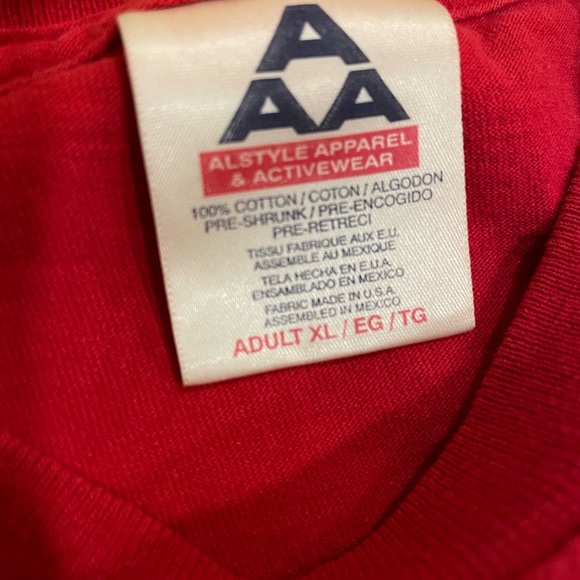 A
AA
ALSTYLE APPAREL
& ACTIVEWEAR
100% COTTON / COTON / ALGODON
PRE-SHRUNK / PRE-ENCOGIDO
PRE-RETRECI
TISSU FABRIQUE AUX E.U.
ASSEMBLE AU MEXIQUE
TELA HECHA EN E.U.A.
ENSAMBLADO EN MEXICO
FABRIC MADE IN U.S.A.
ASSEMBLED IN MEXICO
ADULT XL / EG / TG